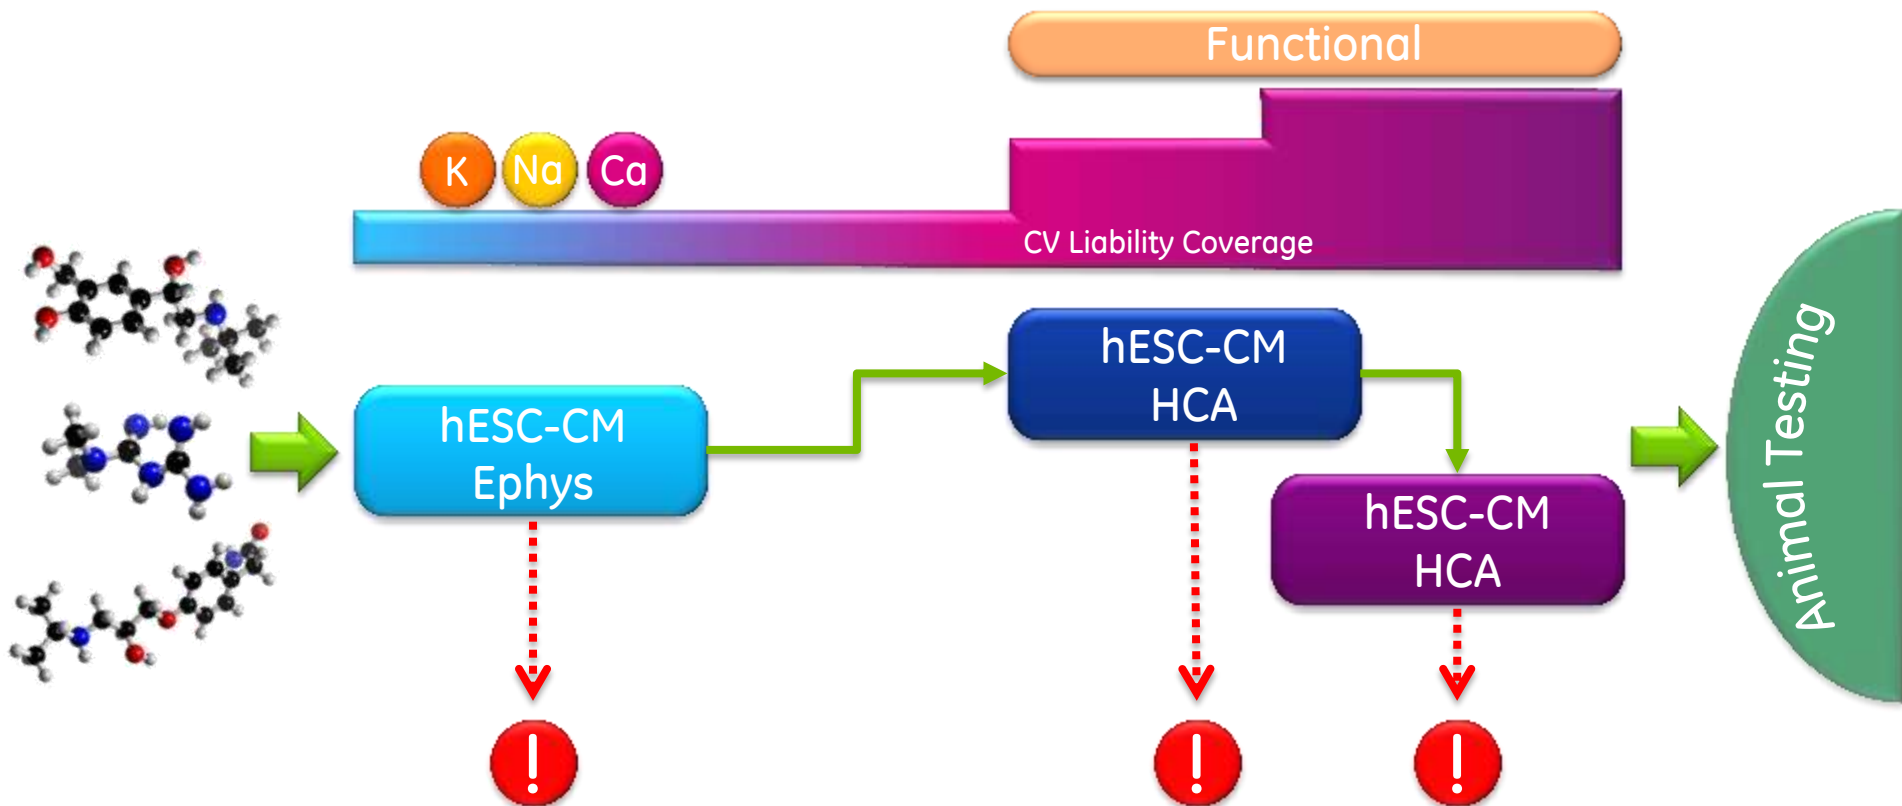 Functional
K
Na
Ca
CV Liability Coverage
hESC-CM
Ephys
hESC-CM
HCA
hESC-CM
HCA
Animal Testing
!
!
!